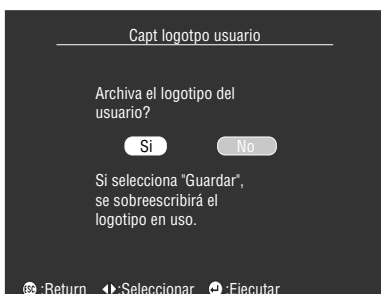 Capt logotpo usuario
Archiva el logotipo del
usuario?
Si No
Si selecciona "Guardar",
se sobreescribirá el
logotipo en uso.
ESC :Return :Seleccionar :Ejecutar